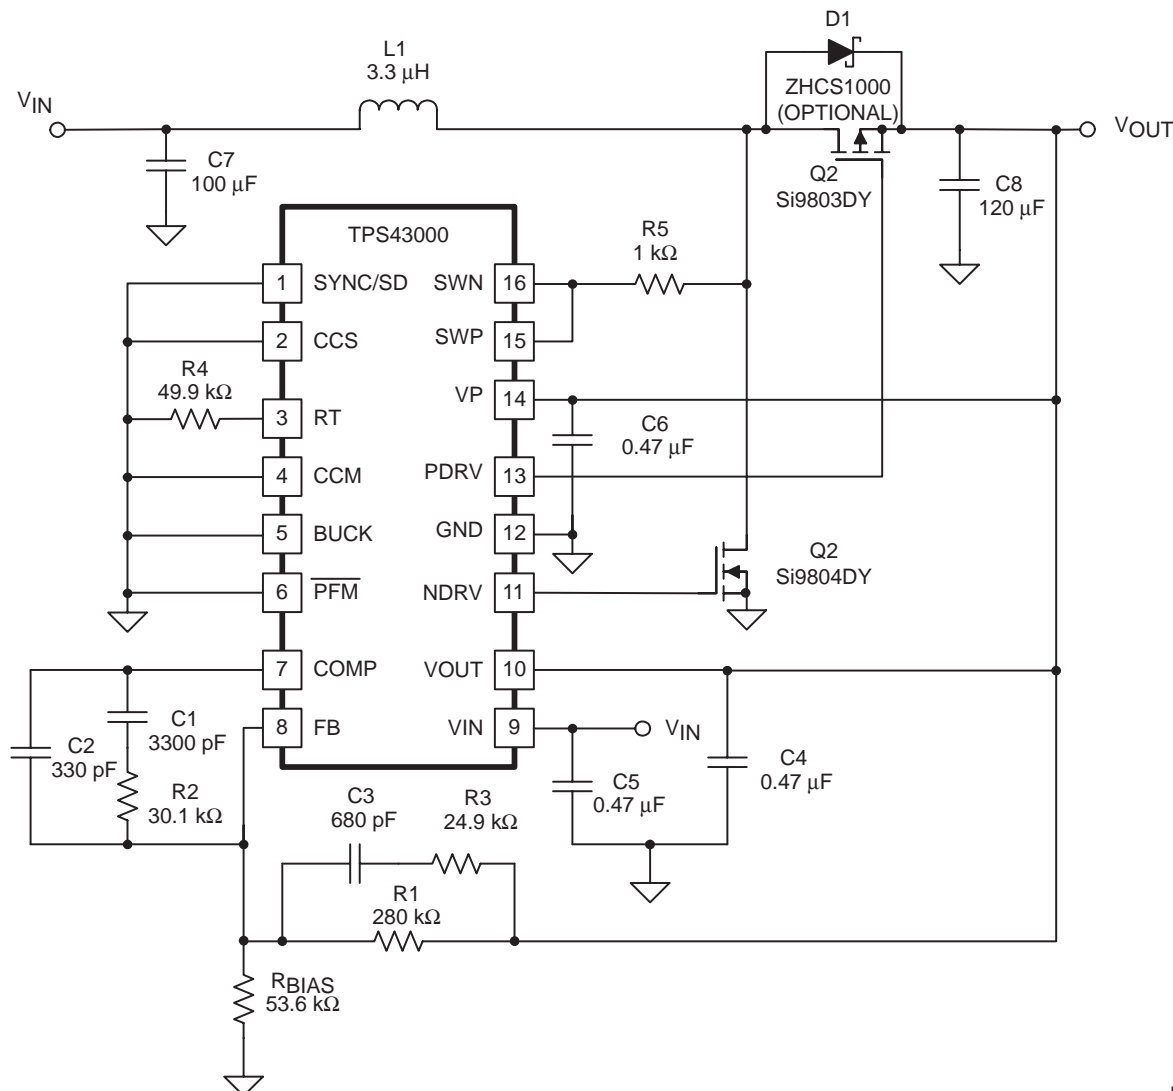 D1
L1
3.3 μH
ZHCS1000
(OPTIONAL)
VIN
VOUT
C7
100 μF
Q2
Si9803DY
C8
120 μF
TPS43000
R5
1 kΩ
1 SYNC/SD SWN 16
2 CCS SWP 15
R4
49.9 kΩ
3 RT VP 14
C6
0.47 μF
4 CCM PDRV 13
5 BUCK GND 12
6 PFM NDRV 11
Q2
Si9804DY
7 COMP VOUT 10
8 FB VIN 9
VIN
C1
3300 pF
C2
330 pF
R2
30.1 kΩ
C5
0.47 μF
C4
0.47 μF
C3
680 pF
R3
24.9 kΩ
R1
280 kΩ
RBIAS
53.6 kΩ